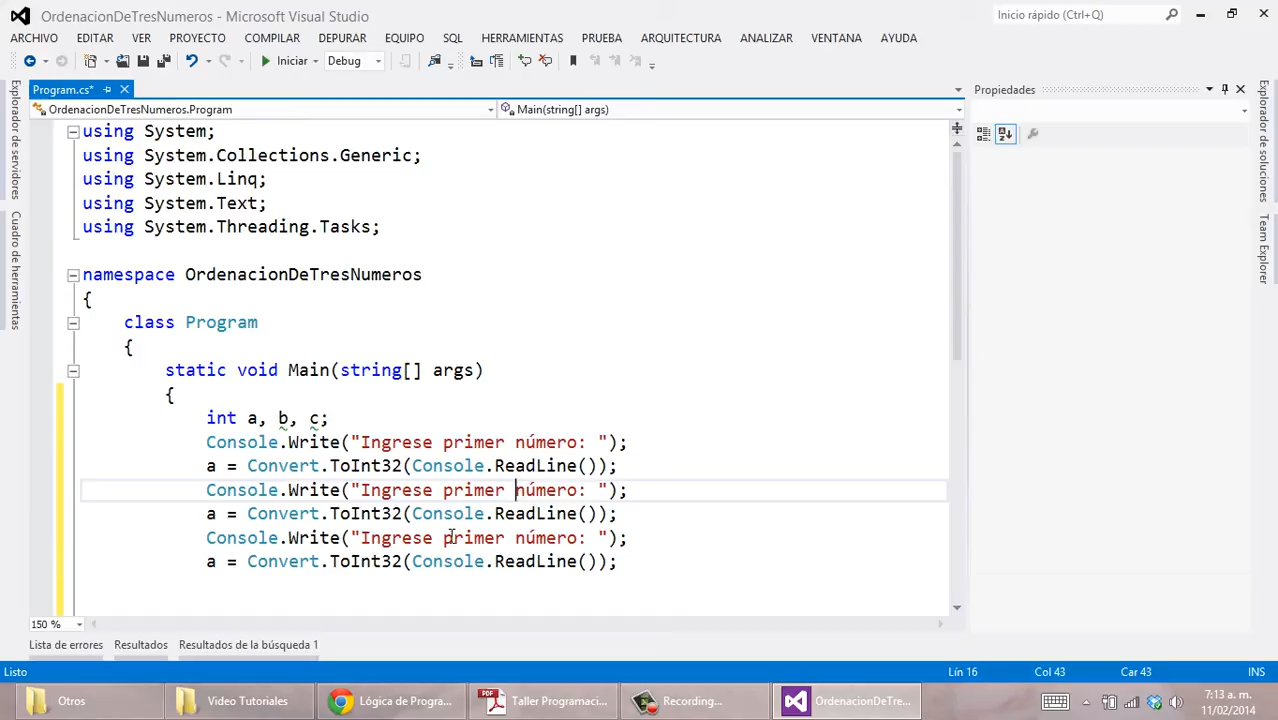 OrdenacionDeTresNumeros - Microsoft Visual Studio
Inicio rápido (Ctrl+Q)
ARCHIVO EDITAR VER PROYECTO COMPILAR DEPURAR EQUIPO SQL HERRAMIENTAS PRUEBA ARQUITECTURA ANALIZAR VENTANA AYUDA
Iniciar Debug
Program.cs*
Propiedades
OrdenacionDeTresNumeros.Program
Main(string[] args)
Explorador de servidores
Cuadro de herramientas
using System;
using System.Collections.Generic;
using System.Linq;
using System.Text;
using System.Threading.Tasks;
namespace OrdenacionDeTresNumeros
{
class Program
{
static void Main(string[] args)
{
int a, b, c;
Console.Write("Ingrese primer número: ");
a = Convert.ToInt32(Console.ReadLine());
Console.Write("Ingrese primer número: ");
a = Convert.ToInt32(Console.ReadLine());
Console.Write("Ingrese primer número: ");
a = Convert.ToInt32(Console.ReadLine());
Explorador de soluciones
Team Explorer
150 %
Lista de errores Resultados Resultados de la búsqueda 1
Listo
Lín 16 Col 43 Car 43 INS
Otros
Video Tutoriales
Lógica de Progra...
Taller Programaci...
Recording...
OrdenacionDeTre...
7:13 a. m.
11/02/2014